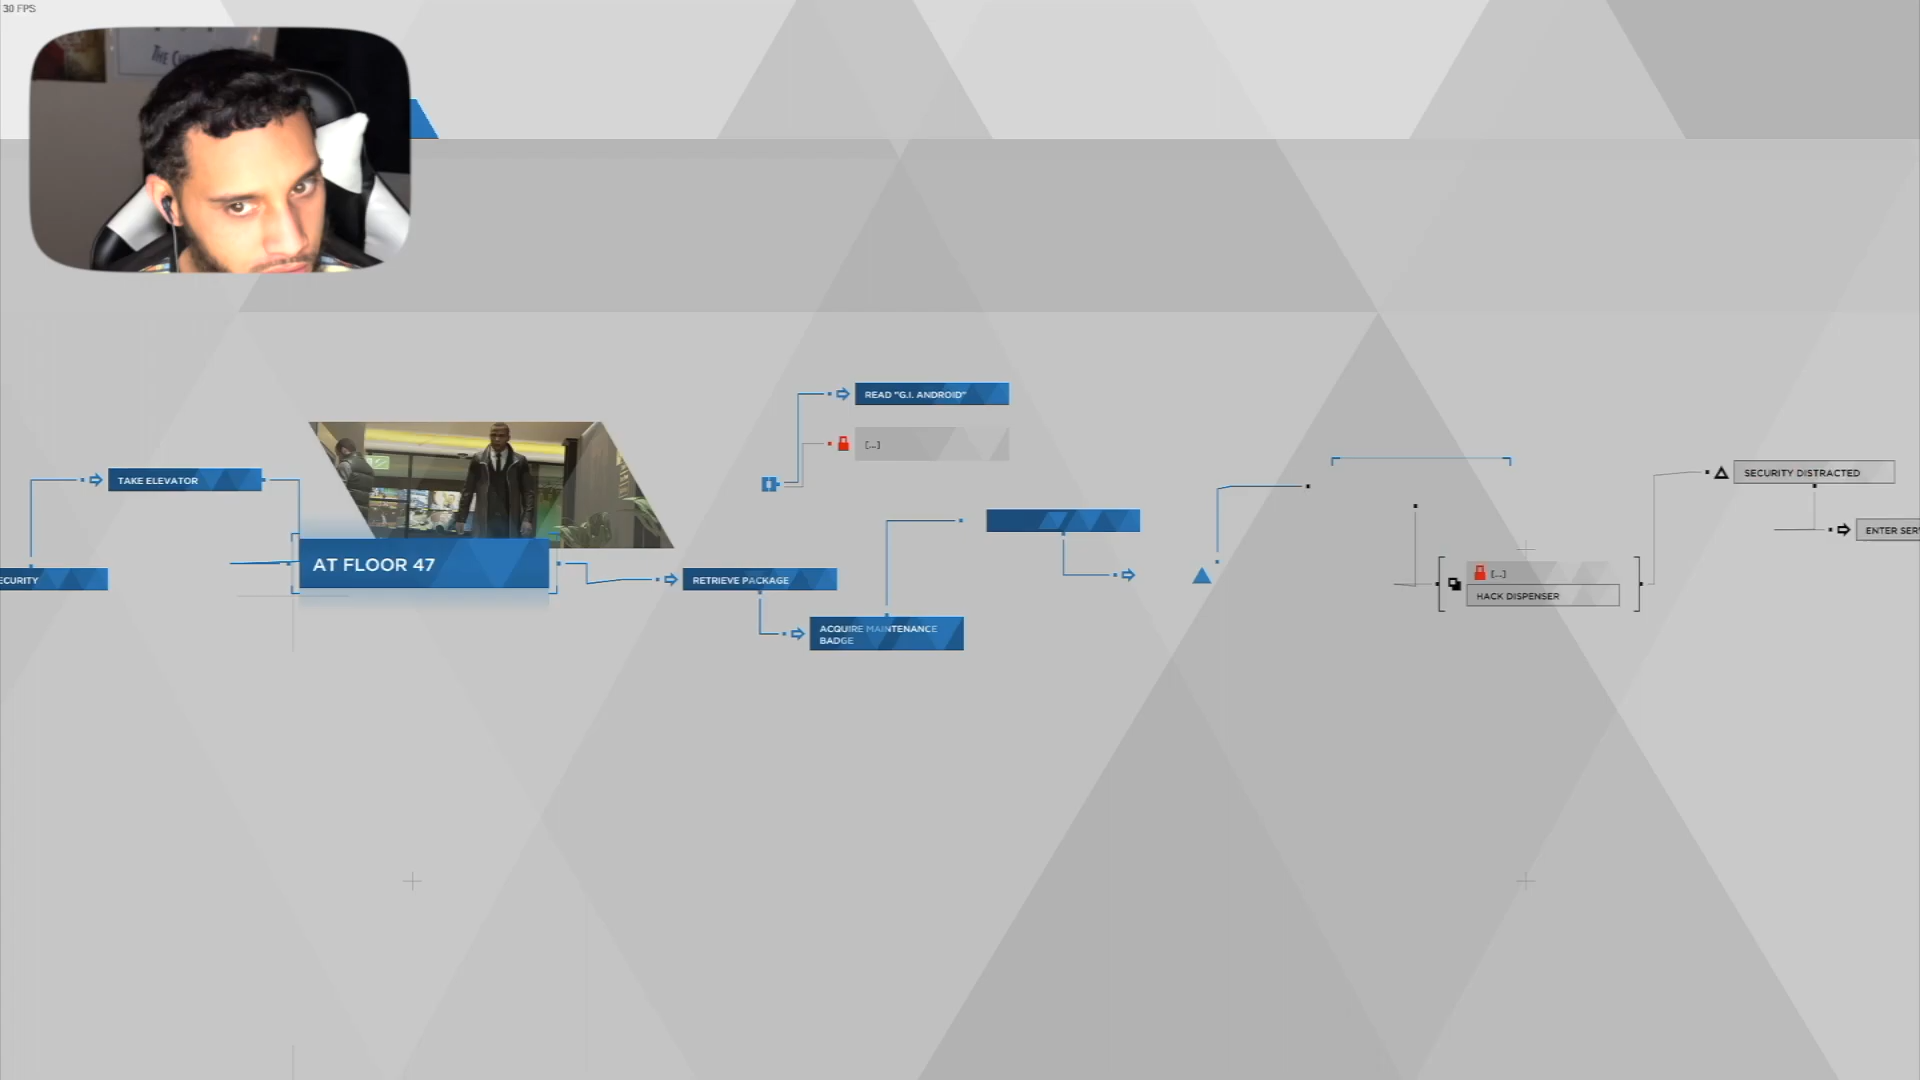 30 FPS
READ "G.I. ANDROID"
[...]
TAKE ELEVATOR
SECURITY DISTRACTED
ENTER SER
AT FLOOR 47
ECURITY
RETRIEVE PACKAGE
[...]
HACK DISPENSER
ACQUIRE MAINTENANCE
BADGE